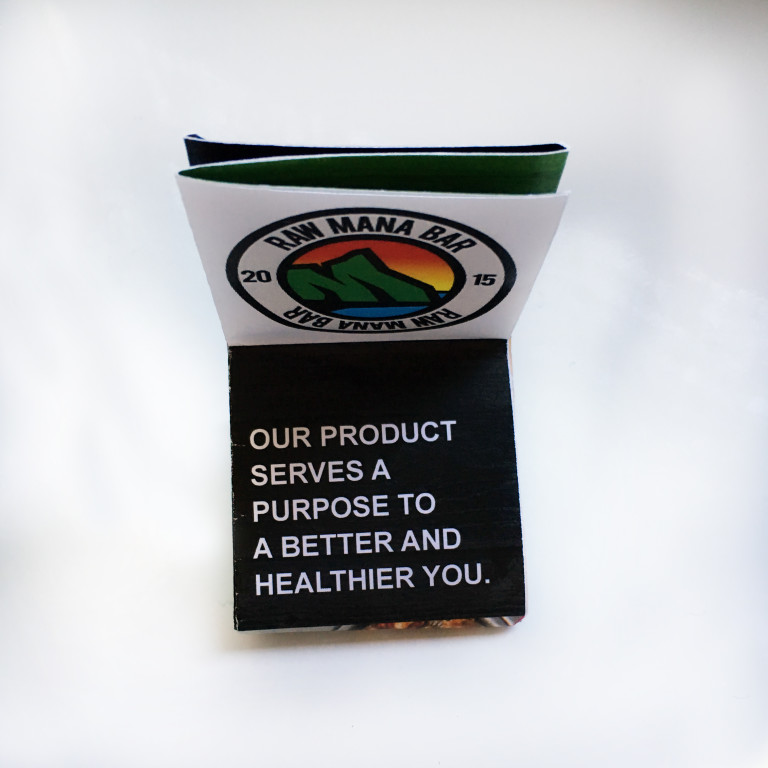 RAW MANA BAR
20 15
RAW MANA BAR
OUR PRODUCT
SERVES A
PURPOSE TO
A BETTER AND
HEALTHIER YOU.